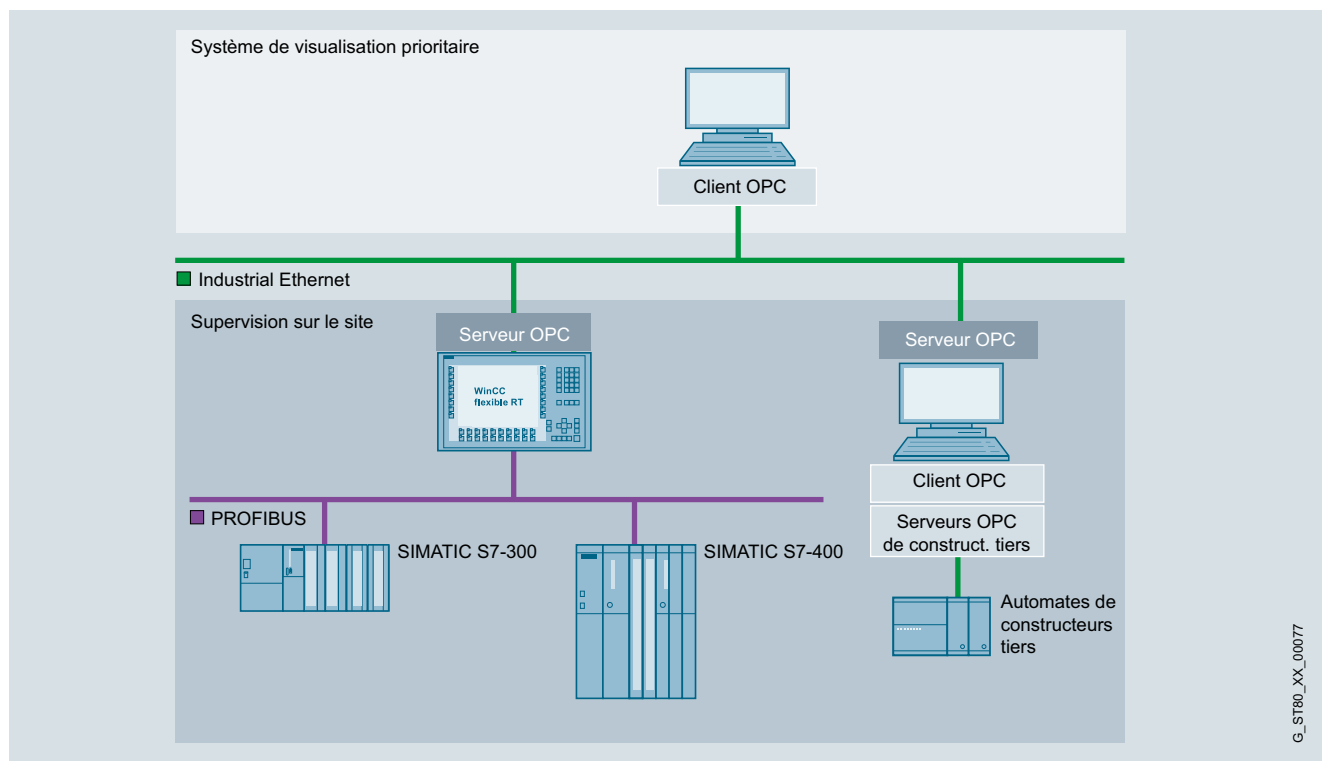 Système de visualisation prioritaire
Client OPC
Industrial Ethernet
Supervision sur le site
Serveur OPC
Serveur OPC
WinCC
flexible RT
Client OPC
PROFIBUS
Serveurs OPC
de construct. tiers
SIMATIC S7-300
SIMATIC S7-400
Automates de
constructeurs
tiers
G_ST80_XX_00077